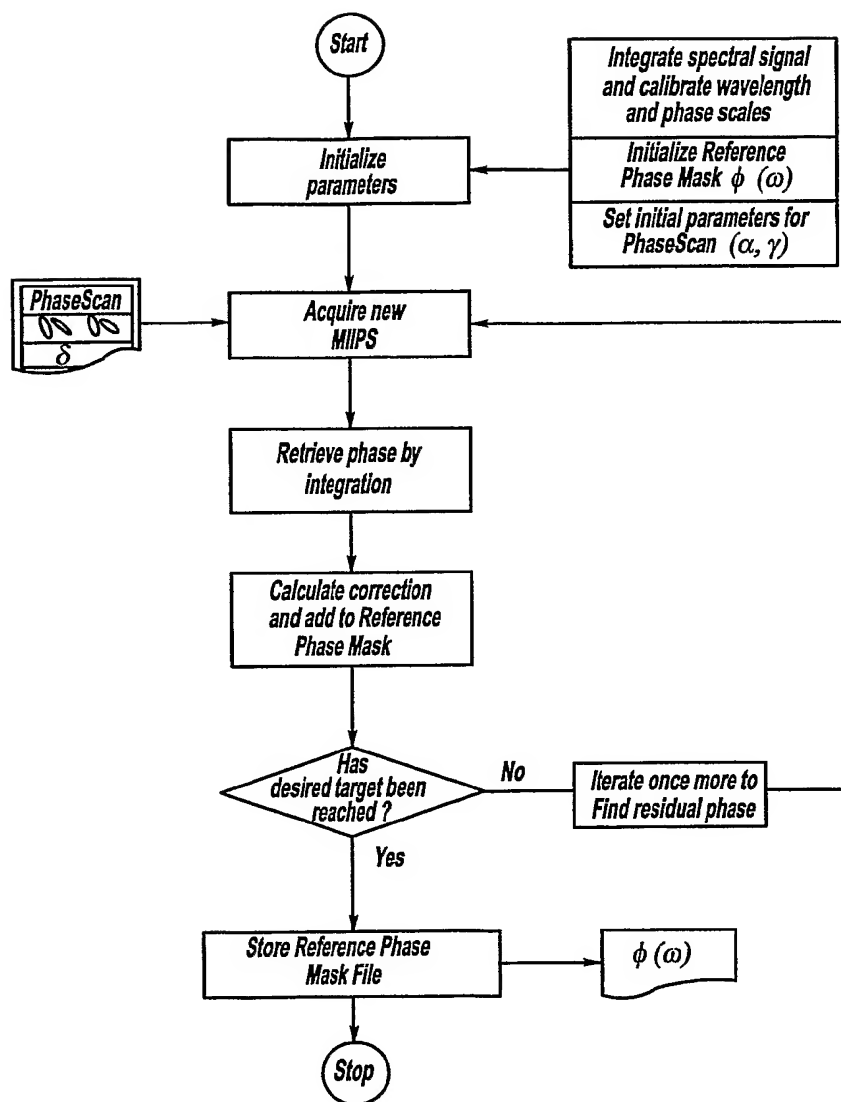 Start
Integrate spectral signal
and calibrate wavelength
and phase scales
Initialize Reference
Phase Mask ϕ (ω)
Set initial parameters for
PhaseScan (α, γ)
Initialize
parameters
PhaseScan
δ
Acquire new
MIIPS
Retrieve phase by
integration
Calculate correction
and add to Reference
Phase Mask
Has
desired target been
reached ?
No
Iterate once more to
Find residual phase
Yes
Store Reference Phase
Mask File
ϕ (ω)
Stop